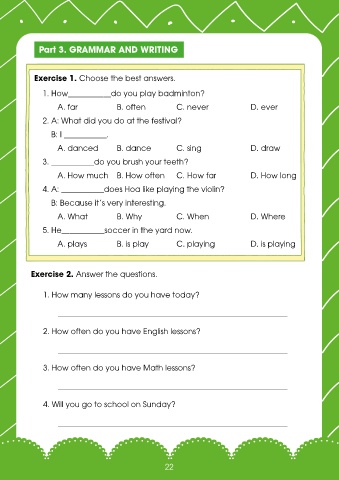 Part 3. GRAMMAR AND WRITING
Exercise 1. Choose the best answers.
1. How__________do you play badminton?
A. far B. often C. never D. ever
2. A: What did you do at the festival?
B: I __________.
A. danced B. dance C. sing D. draw
3. __________do you brush your teeth?
A. How much B. How often C. How far D. How long
4. A: __________does Hoa like playing the violin?
B: Because it's very interesting.
A. What B. Why C. When D. Where
5. He__________soccer in the yard now.
A. plays B. is play C. playing D. is playing
Exercise 2. Answer the questions.
1. How many lessons do you have today?
2. How often do you have English lessons?
3. How often do you have Math lessons?
4. Will you go to school on Sunday?
22